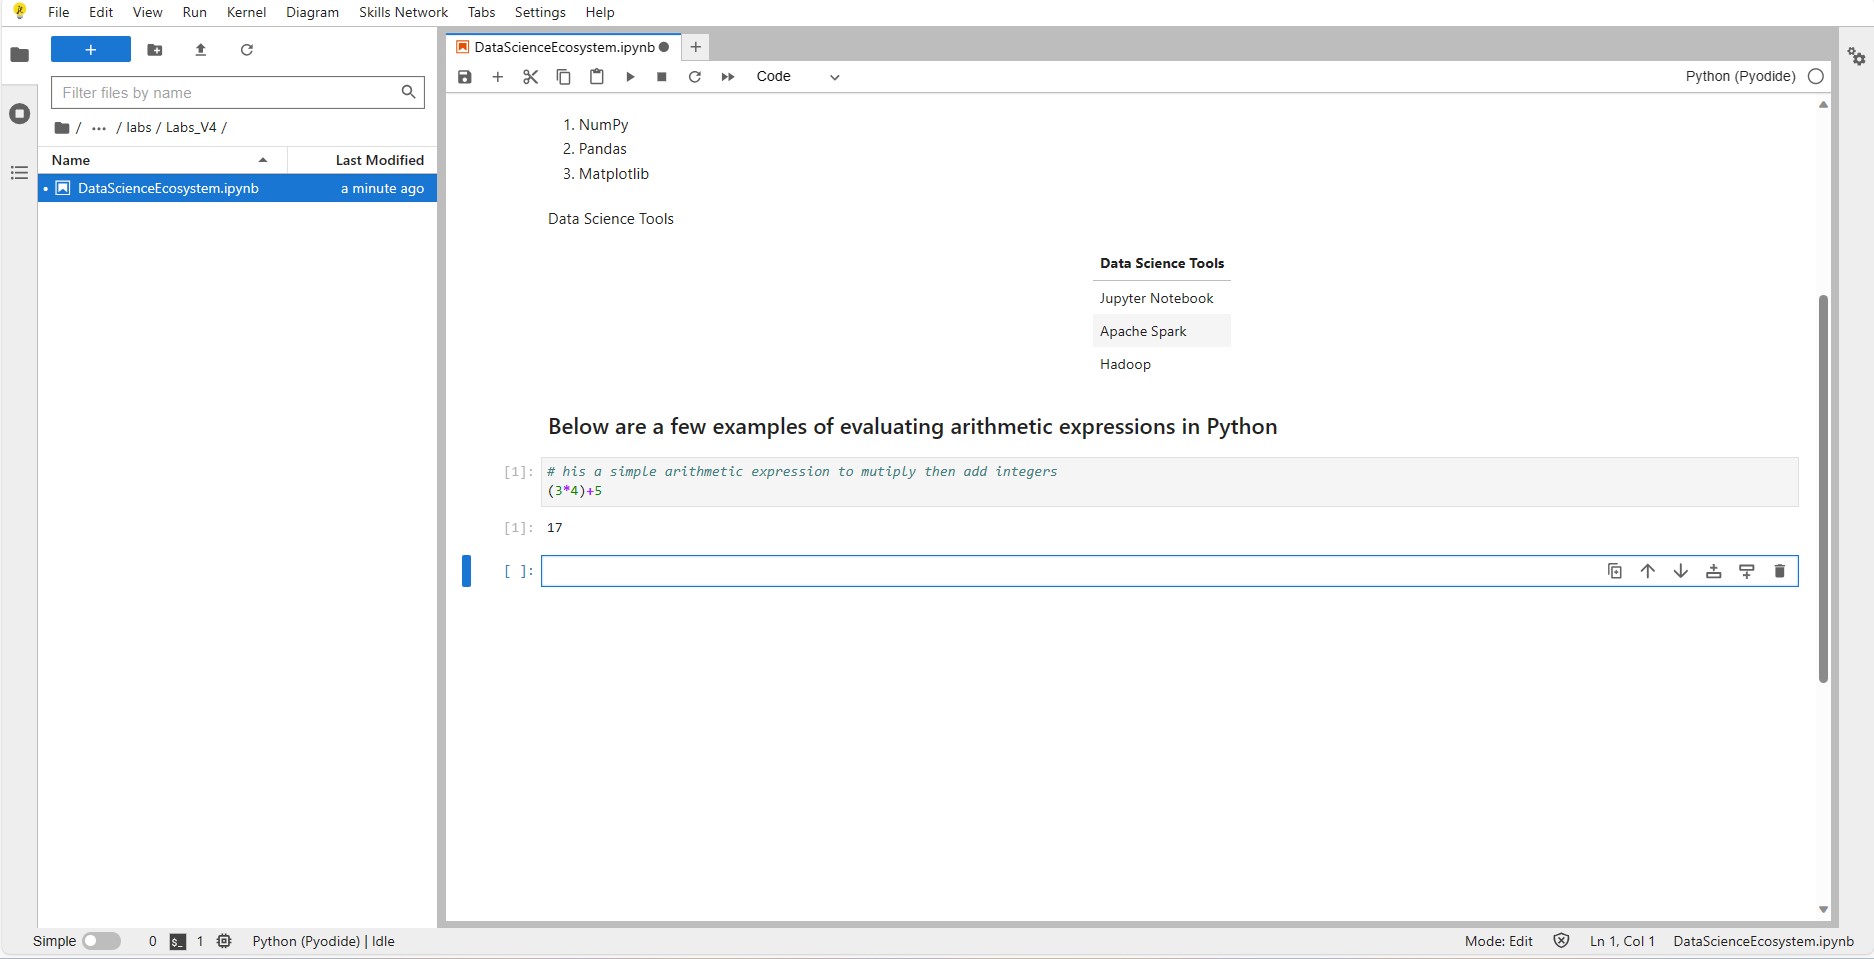 File Edit View Run Kernel Diagram Skills Network Tabs Settings Help
+
Filter files by name
/ ··· / labs / Labs_V4 /
Name Last Modified
• DataScienceEcosystem.ipynb a minute ago
DataScienceEcosystem.ipynb
Code
Python (Pyodide)
1. NumPy
2. Pandas
3. Matplotlib
Data Science Tools
Data Science Tools
Jupyter Notebook
Apache Spark
Hadoop
Below are a few examples of evaluating arithmetic expressions in Python
[1]: # his a simple arithmetic expression to mutiply then add integers
(3*4)+5
[1]: 17
[ ]:
Simple 0 $_ 1 Python (Pyodide) | Idle Mode: Edit Ln 1, Col 1 DataScienceEcosystem.ipynb